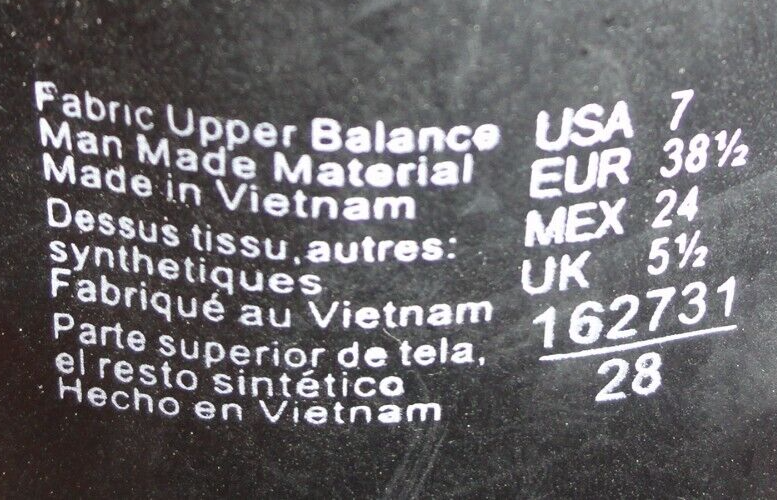 Fabric Upper Balance
Man Made Material
Made in Vietnam
Dessus tissu, autres:
synthetiques
Fabriqué au Vietnam
Parte superior de tela,
el resto sintético
Hecho en Vietnam
USA 7
EUR 38½
MEX 24
UK 5½
162731
28